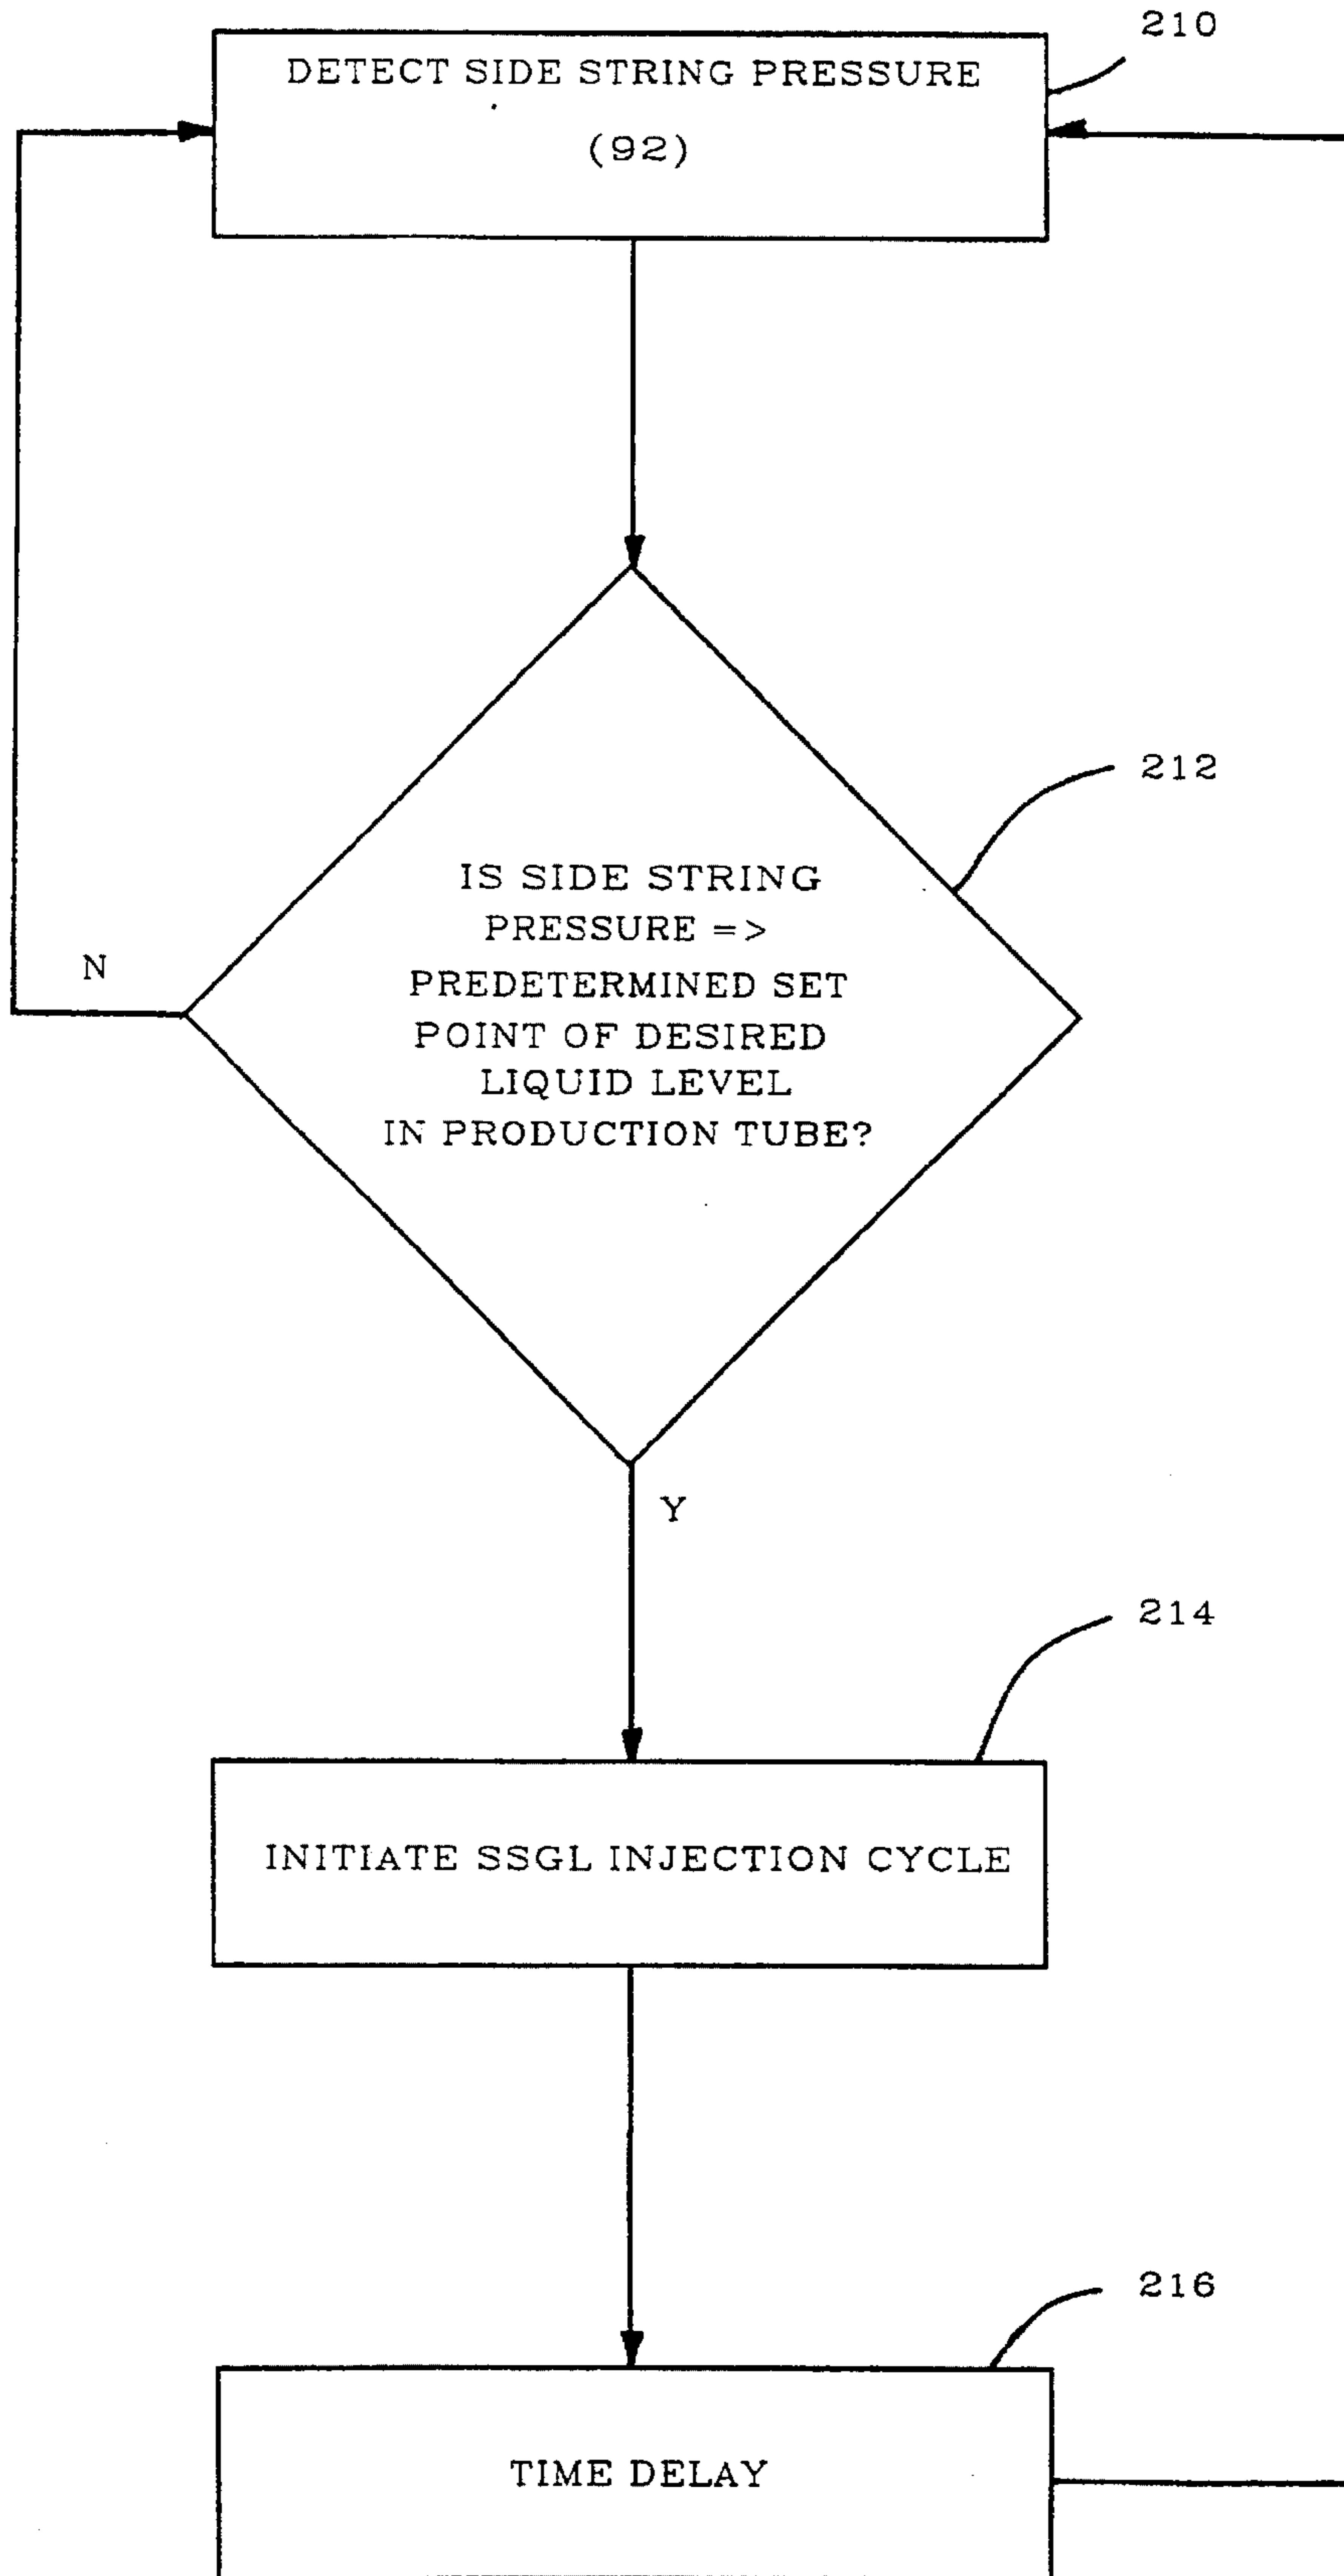 210
DETECT SIDE STRING PRESSURE
(92)
212
IS SIDE STRING
PRESSURE =>
PREDETERMINED SET
POINT OF DESIRED
LIQUID LEVEL
IN PRODUCTION TUBE?
N
Y
214
INITIATE SSGL INJECTION CYCLE
216
TIME DELAY